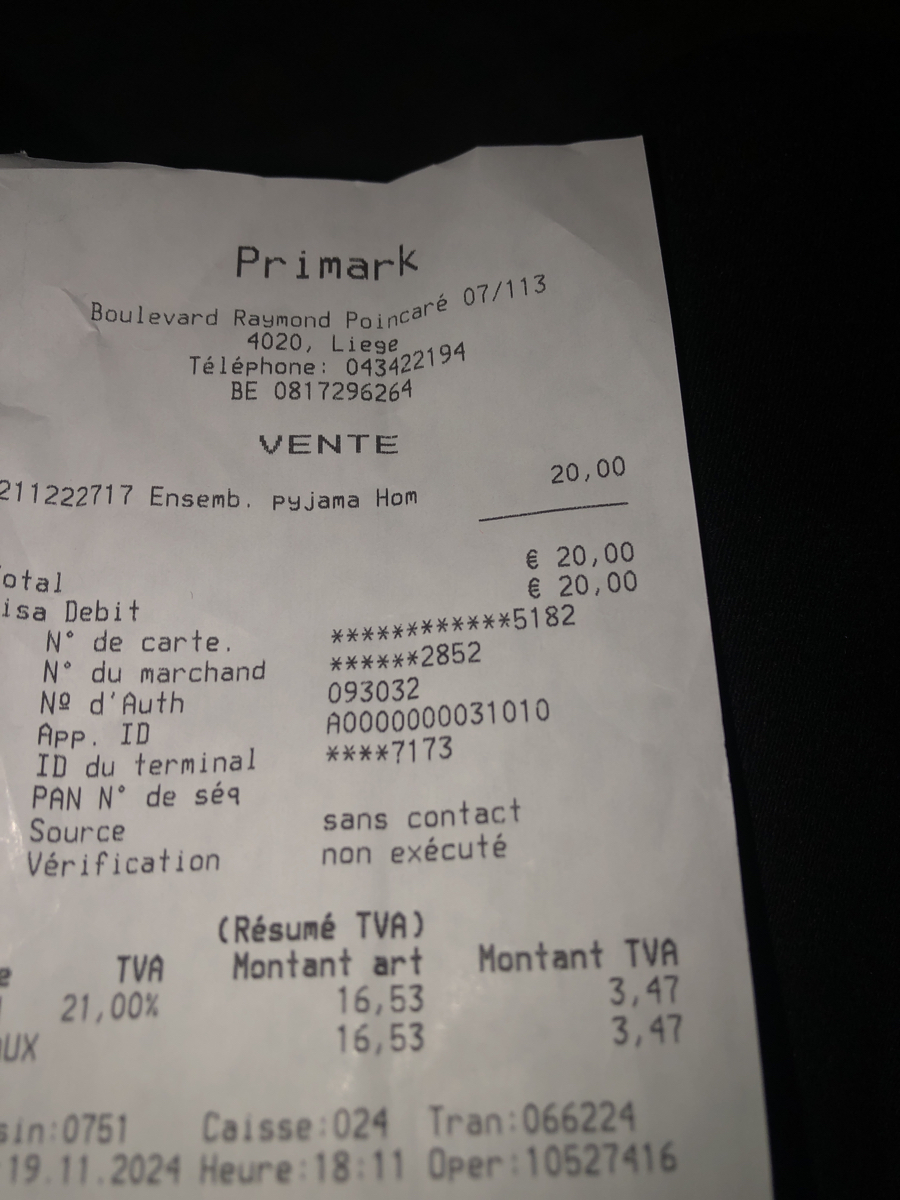 Primark
Boulevard Raymond Poincaré 07/113
4020, Liege
Téléphone: 043422194
BE 0817296264
VENTE
211222717 Ensemb. pyjama Hom 20,00
otal € 20,00
isa Debit € 20,00
N° de carte. ************5182
N° du marchand ******2852
Nº d'Auth 093032
App. ID A0000000031010
ID du terminal ****7173
PAN N° de séq
Source sans contact
Vérification non exécuté
(Résumé TVA)
e TVA Montant art Montant TVA
21,00% 16,53 3,47
AUX 16,53 3,47
sin:0751 Caisse:024 Tran:066224
19.11.2024 Heure:18:11 Oper:10527416